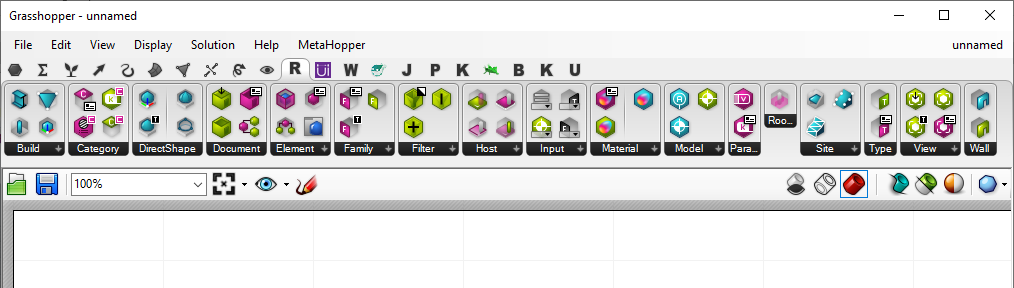 Grasshopper - unnamed
File Edit View Display Solution Help MetaHopper unnamed
R Uji W J P K B K U
Build Category DirectShape Document Element Family Filter Host Input Material Model Para... Roo... Site Type View Wall
100%